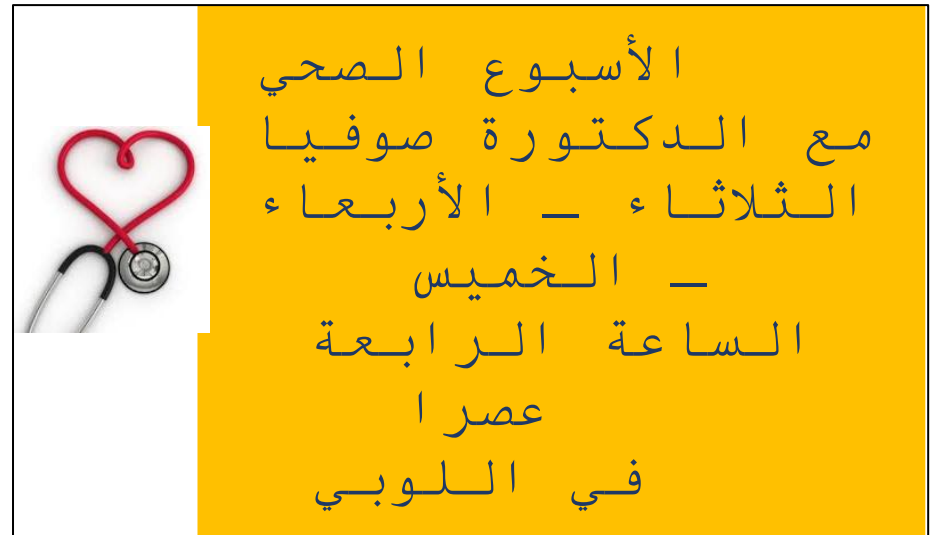 الأسبوع الصحي
مع الدكتورة صوفيا
الثلاثاء – الأربعاء
– الخميس
الساعة الرابعة
عصرا
في اللوبي